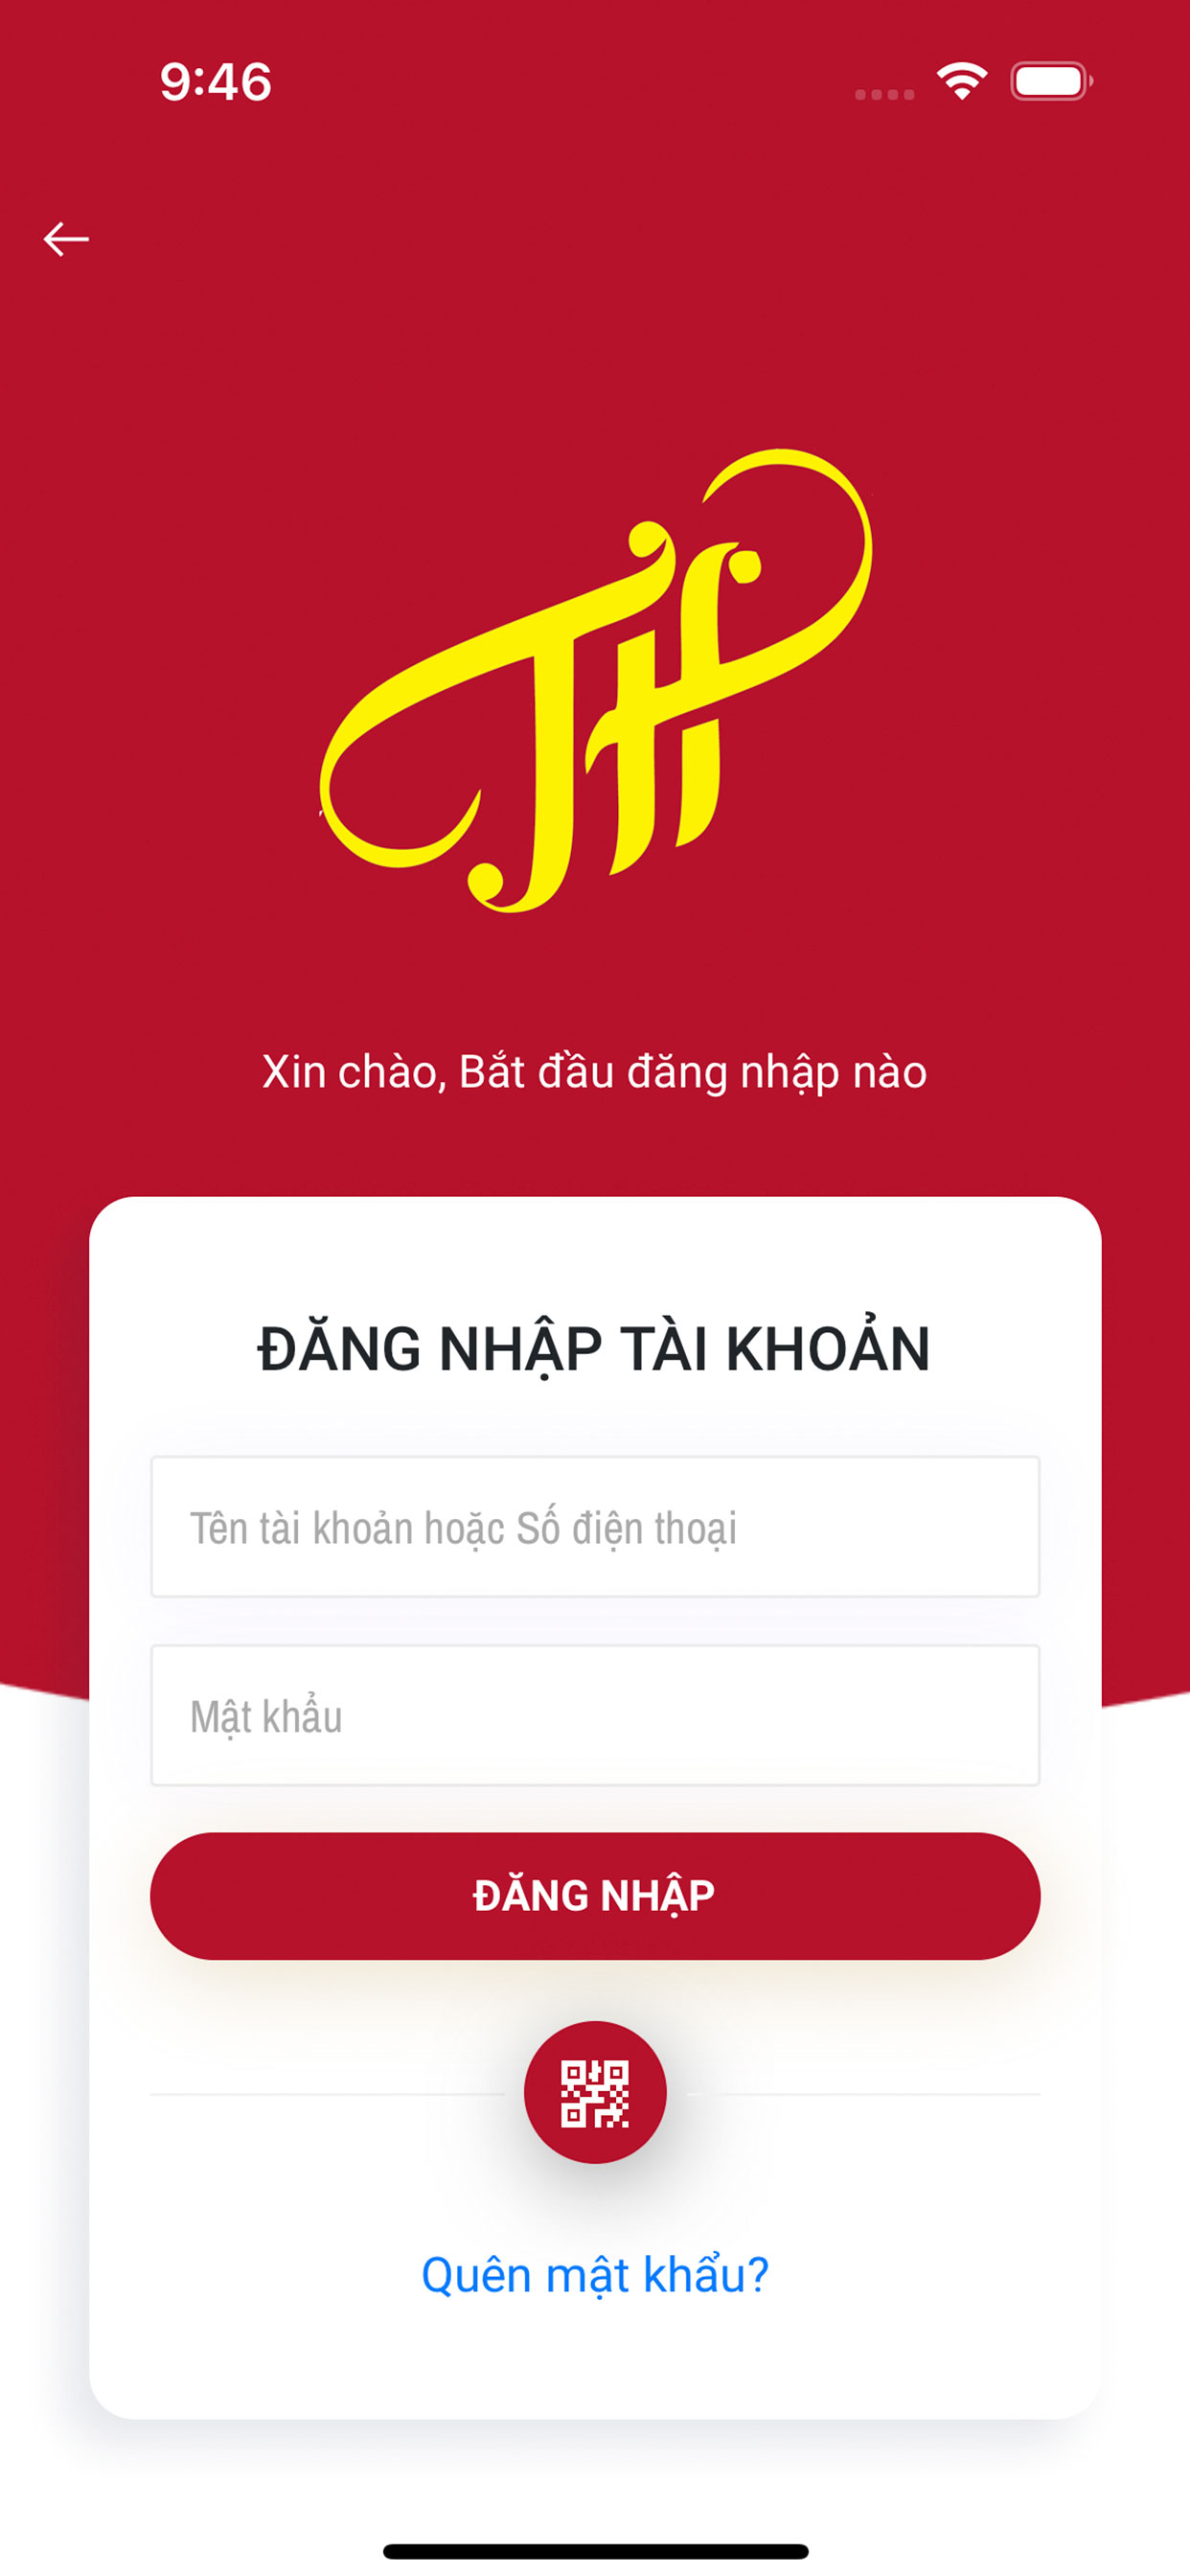 9:46
TH
Xin chào, Bắt đầu đăng nhập nào
ĐĂNG NHẬP TÀI KHOẢN
Tên tài khoản hoặc Số điện thoại
Mật khẩu
ĐĂNG NHẬP
Quên mật khẩu?